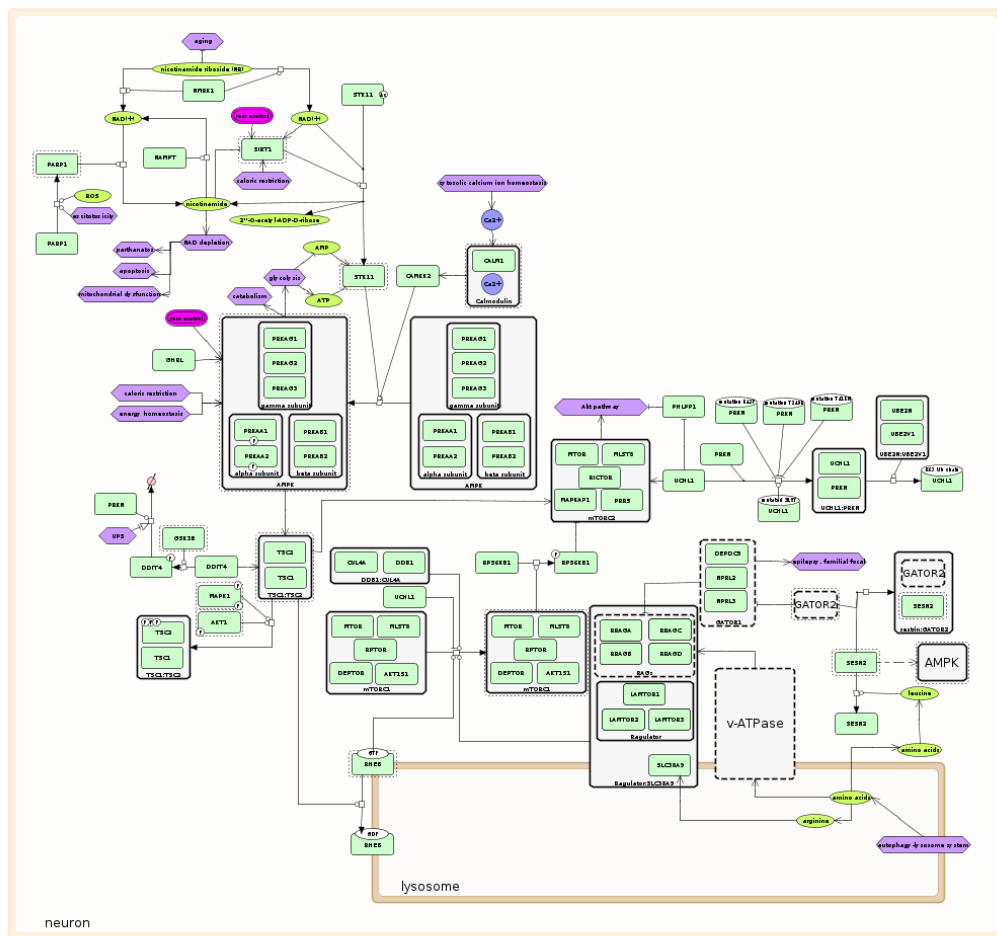 aging
nicotinamide riboside (NR)
NMRK1
STK11
Ac
NAD(+)
resveratrol
NAD(+)
SIRT1
NAMPT
PARP1
caloric restriction
cytosolic calcium ion homeostasis
ROS
excitotoxicity
nicotinamide
2''-O-acetyl-ADP-D-ribose
Ca2+
PARP1
NAD depletion
parthanatos
AMP
CALM1
apoptosis
glycolysis
STK11
CAMKK2
Ca2+
mitochondrial dysfunction
catabolism
ATP
Calmodulin
resveratrol
GHRL
PRKAG1
PRKAG2
PRKAG3
gamma subunit
PRKAG1
PRKAG2
PRKAG3
gamma subunit
caloric restriction
energy homeostasis
PRKAA1
P
PRKAA2
P
alpha subunit
PRKAB1
PRKAB2
beta subunit
AMPK
PRKAA1
PRKAA2
alpha subunit
PRKAB1
PRKAB2
beta subunit
AMPK
Akt pathway
PHLPP1
PRKN
PRKN
PRKN
UBE2N
UBE2V1
UBE2N:UBE2V1
MTOR
MLST8
RICTOR
MAPKAP1
PRR5
mTORC2
UCHL1
PRKN
UCHL1
PRKN
UCHL1:PRKN
K63 Ub chain
UCHL1
UCHL1
PRKN
UPS
GSK3B
DDIT4
P
DDIT4
TSC2
TSC1
TSC1:TSC2
CUL4A
DDB1
DDB1:CUL4A
RPS6KB1
P
RPS6KB1
DEPDC5
NPRL2
NPRL3
GATOR1
epilepsy, familial focal
GATOR2
GATOR2
SESN2
sestrin:GATOR2
MAPK1
P
AKT1
P
UCHL1
P P P
TSC2
TSC1
TSC1:TSC2
MTOR
MLST8
RPTOR
DEPTOR
AKT1S1
mTORC1
MTOR
MLST8
RPTOR
DEPTOR
AKT1S1
mTORC1
RRAGA
RRAGC
RRAGB
RRAGD
RAGs
SESN2
AMPK
leucine
SESN2
LAMTOR1
LAMTOR2
LAMTOR3
Ragulator
v-ATPase
SLC38A9
Ragulator:SLC38A9
GTP
RHEB
amino acids
amino acids
arginine
GDP
RHEB
autophagy-lysosome system
lysosome
neuron